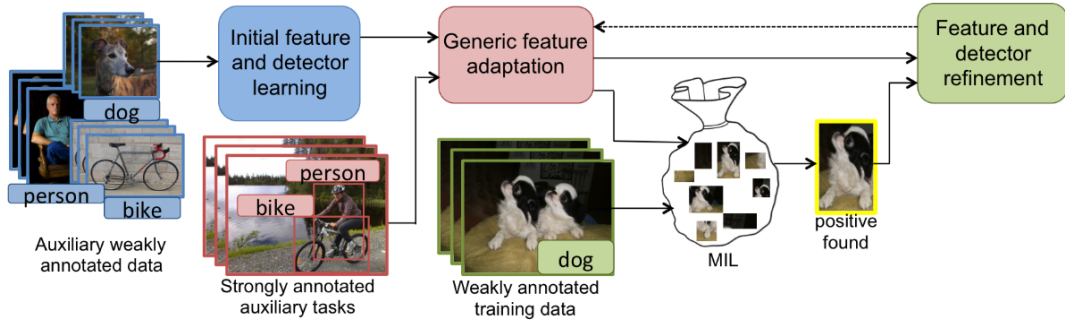 Initial feature
and detector
learning
Generic feature
adaptation
Feature and
detector
refinement
dog
person
bike
Auxiliary weakly
annotated data
person
bike
Strongly annotated
auxiliary tasks
dog
Weakly annotated
training data
MIL
positive
found